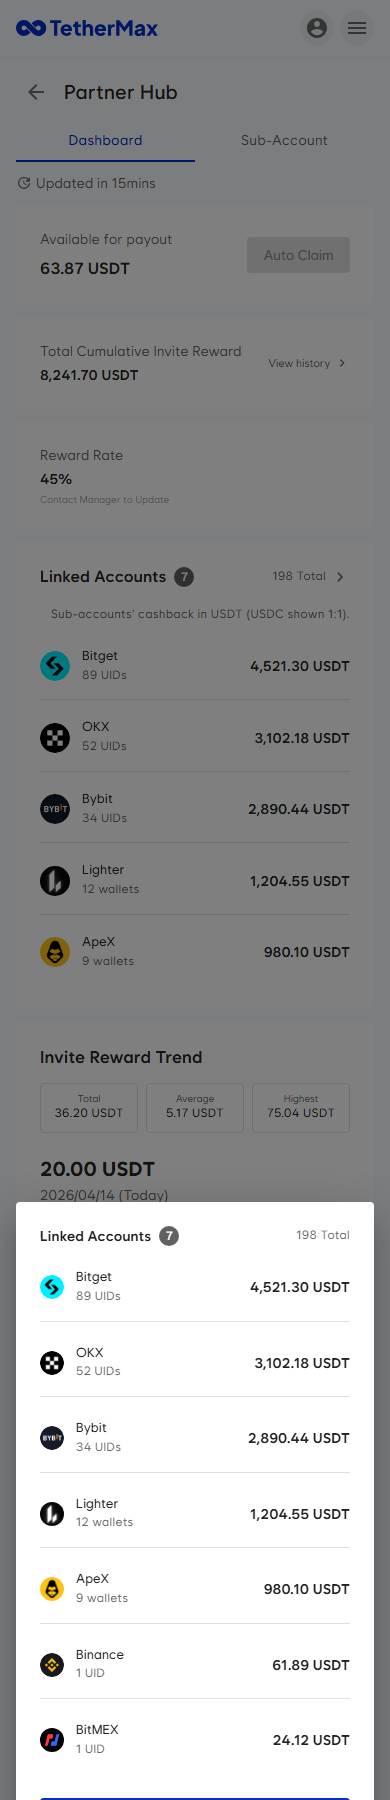 TetherMax
Partner Hub
Dashboard
Sub-Account
Updated in 15mins
Available for payout
63.87 USDT
Auto Claim
Total Cumulative Invite Reward
8,241.70 USDT
View history
Reward Rate
45%
Contact Manager to Update
Linked Accounts 7
198 Total
Sub-accounts' cashback in USDT (USDC shown 1:1).
Bitget
89 UIDs
4,521.30 USDT
OKX
52 UIDs
3,102.18 USDT
BYBIT
Bybit
34 UIDs
2,890.44 USDT
Lighter
12 wallets
1,204.55 USDT
ApeX
9 wallets
980.10 USDT
Invite Reward Trend
Total
36.20 USDT
Average
5.17 USDT
Highest
75.04 USDT
20.00 USDT
2026/04/14 (Today)
Linked Accounts 7
198 Total
Bitget
89 UIDs
4,521.30 USDT
OKX
52 UIDs
3,102.18 USDT
BYBIT
Bybit
34 UIDs
2,890.44 USDT
Lighter
12 wallets
1,204.55 USDT
ApeX
9 wallets
980.10 USDT
Binance
1 UID
61.89 USDT
BitMEX
1 UID
24.12 USDT